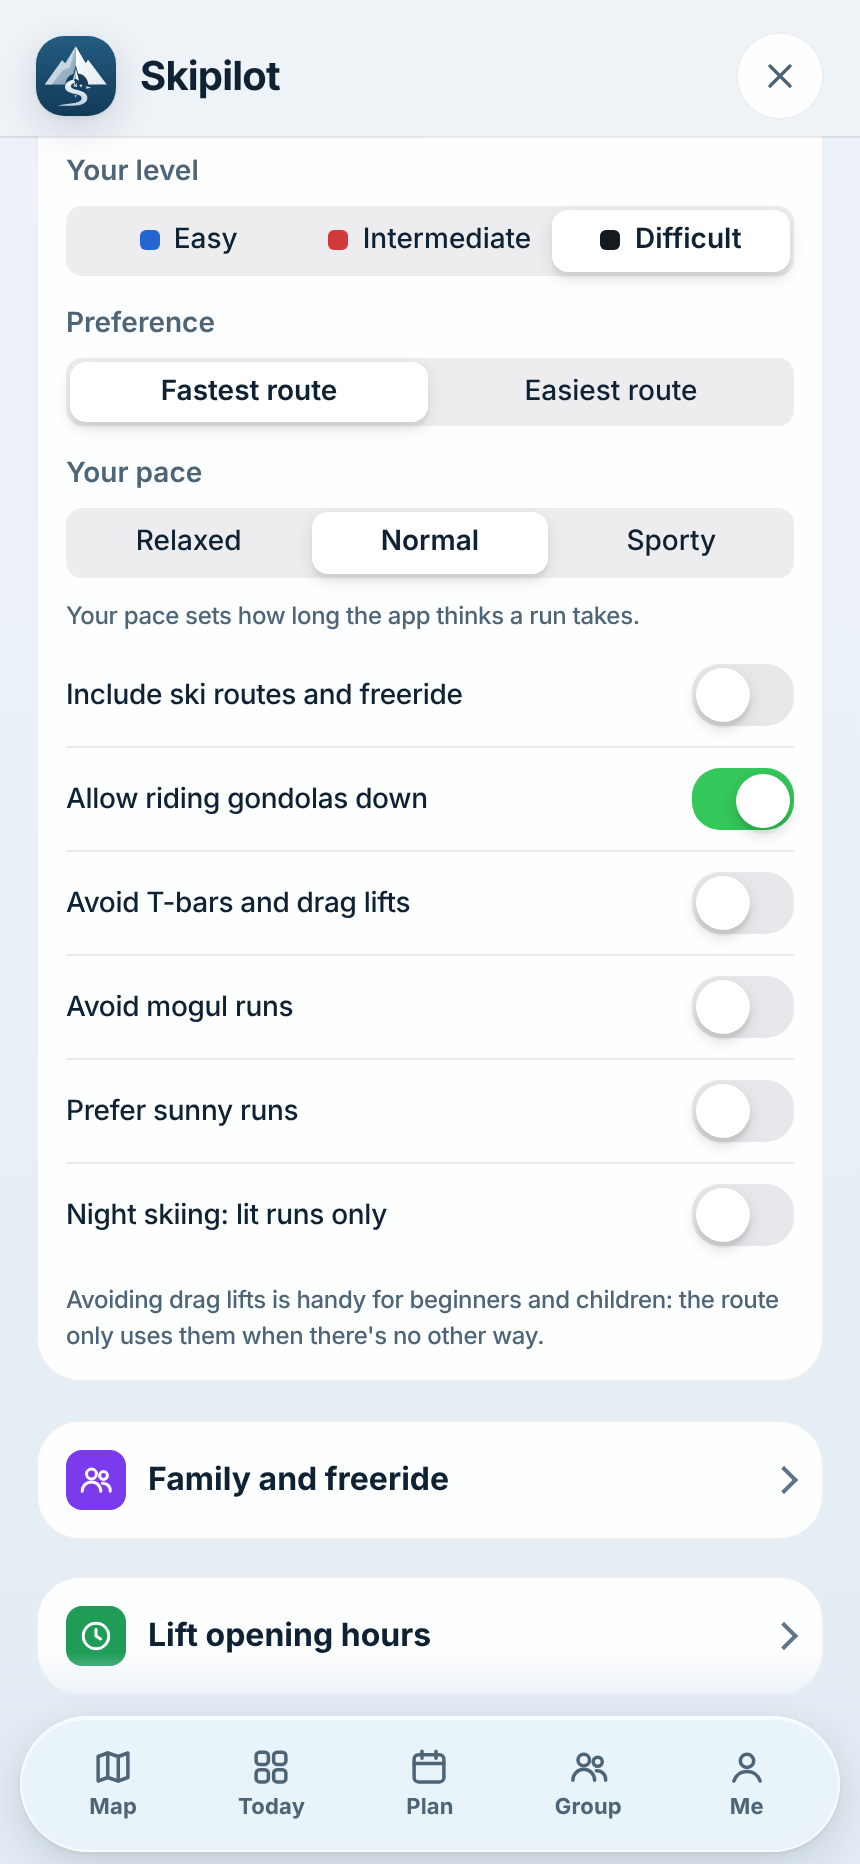 Skipilot
Your level
Easy
Intermediate
Difficult
Preference
Fastest route
Easiest route
Your pace
Relaxed
Normal
Sporty
Your pace sets how long the app thinks a run takes.
Include ski routes and freeride
Allow riding gondolas down
Avoid T-bars and drag lifts
Avoid mogul runs
Prefer sunny runs
Night skiing: lit runs only
Avoiding drag lifts is handy for beginners and children: the route
only uses them when there's no other way.
Family and freeride
Lift opening hours
Map
Today
Plan
Group
Me